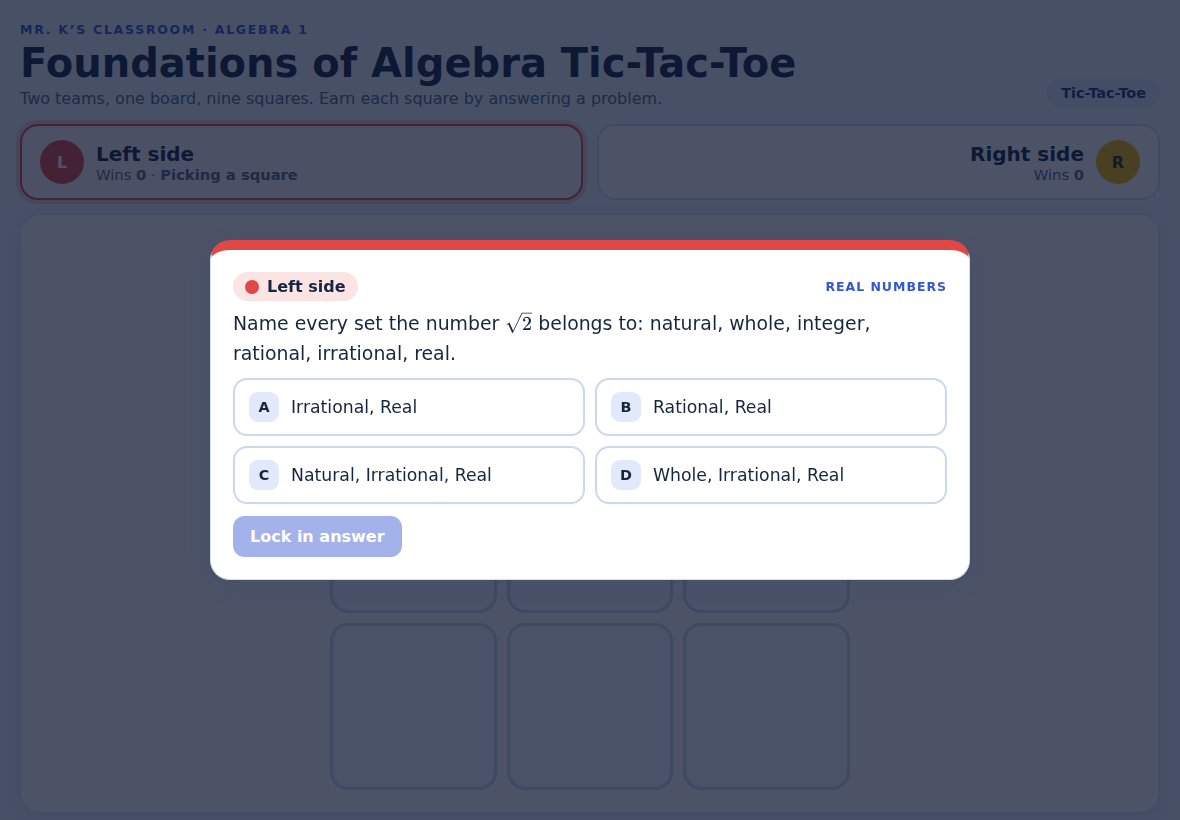 MR. K'S CLASSROOM · ALGEBRA 1
Foundations of Algebra Tic-Tac-Toe
Two teams, one board, nine squares. Earn each square by answering a problem.
Tic-Tac-Toe
L
Left side
Wins 0 · Picking a square
Right side
Wins 0
R
Left side
REAL NUMBERS
Name every set the number √2 belongs to: natural, whole, integer,
rational, irrational, real.
A Irrational, Real
B Rational, Real
C Natural, Irrational, Real
D Whole, Irrational, Real
Lock in answer